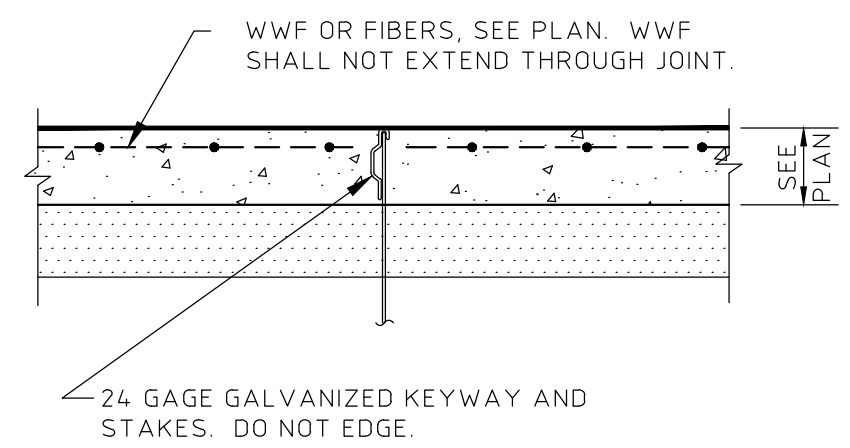 WWF OR FIBERS, SEE PLAN. WWF
SHALL NOT EXTEND THROUGH JOINT.
SEE
PLAN
24 GAGE GALVANIZED KEYWAY AND
STAKES. DO NOT EDGE.